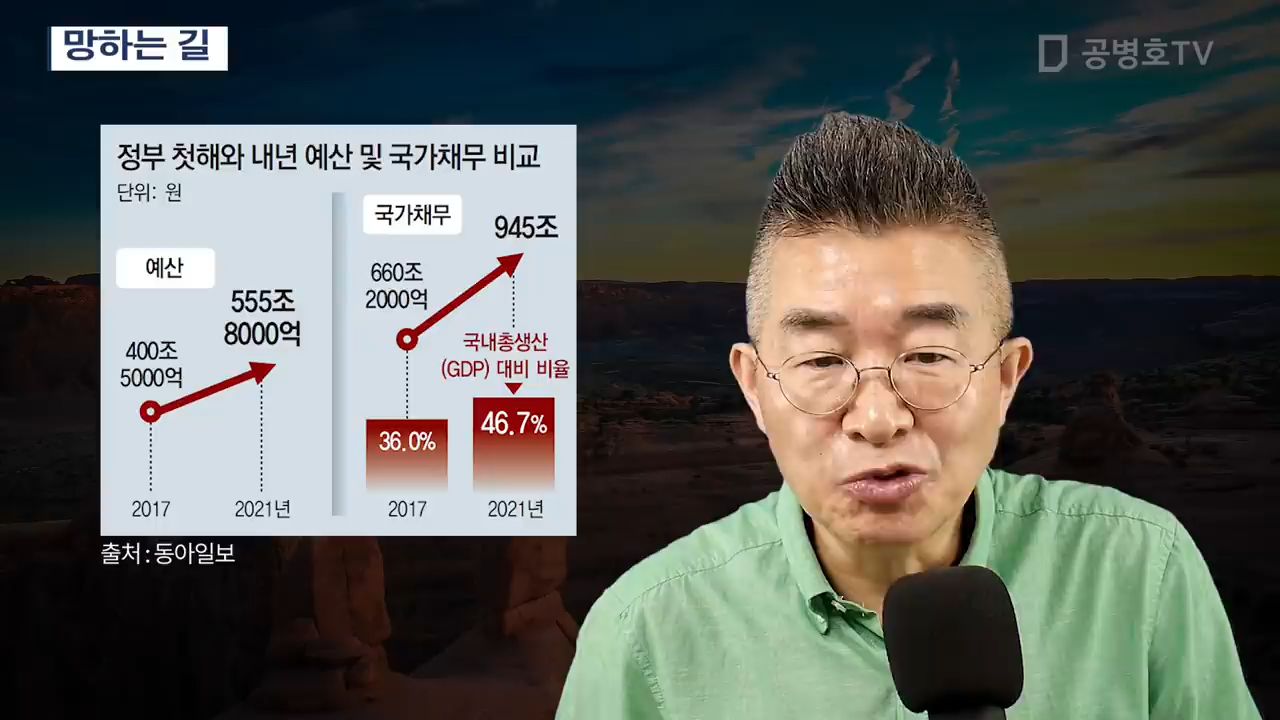 망하는 길
공병호TV
정부 첫해와 내년 예산 및 국가채무 비교
단위: 원
예산
400조
5000억
555조
8000억
2017
2021년
국가채무
660조
2000억
945조
국내총생산
(GDP) 대비 비율
36.0%
46.7%
2017
2021년
출처 : 동아일보